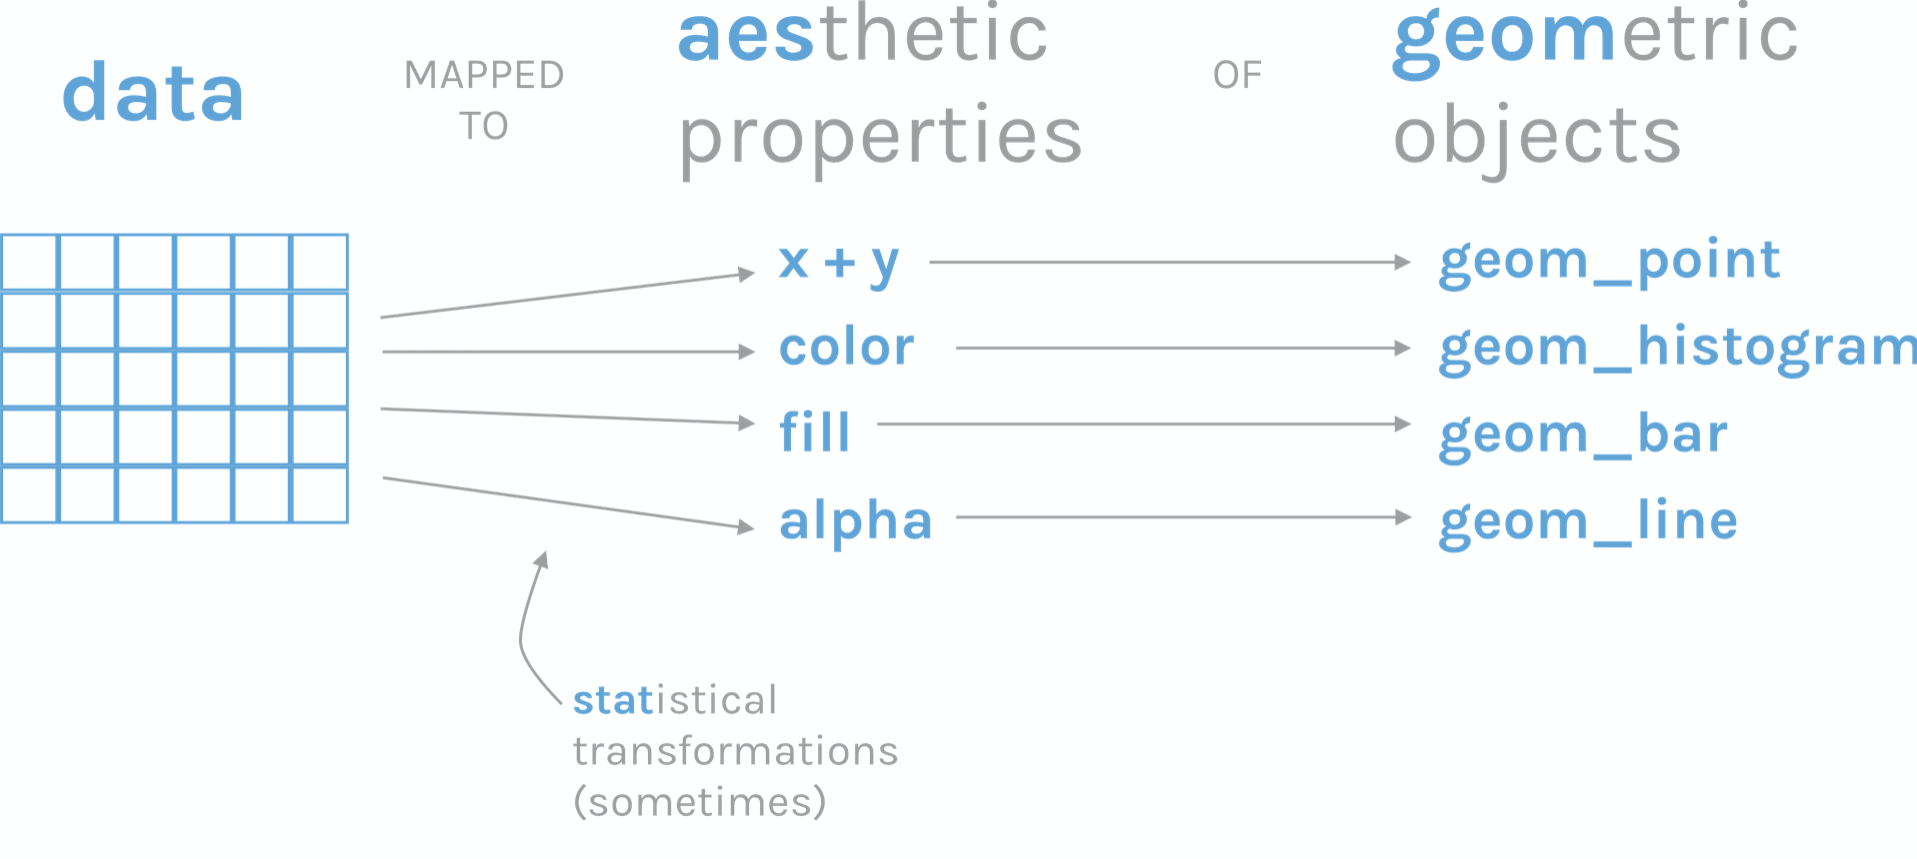 data
MAPPED
TO
aesthetic
properties
OF
geometric
objects
x + y
geom_point
color
geom_histogram
fill
geom_bar
alpha
geom_line
statistical
transformations
(sometimes)